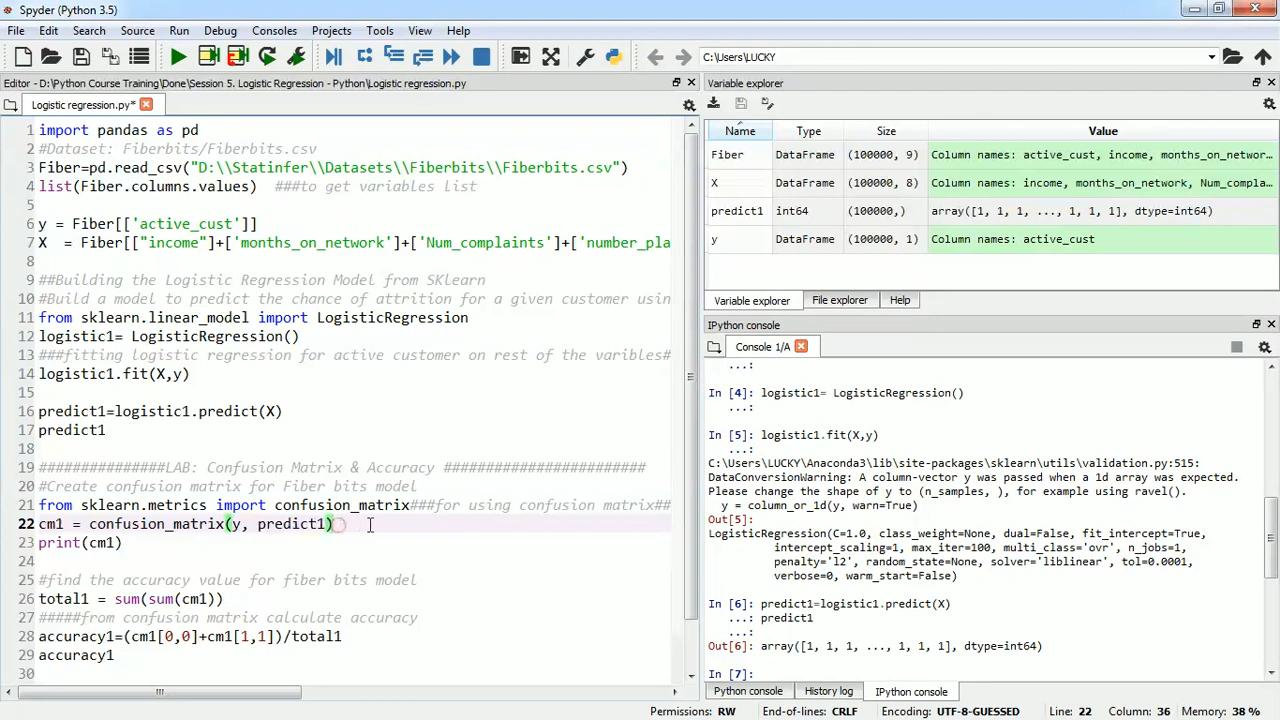 Spyder (Python 3.5)
File Edit Search Source Run Debug Consoles Projects Tools View Help
C:\Users\LUCKY
Editor - D:\Python Course Training\Done\Session 5. Logistic Regression - Python\Logistic regression.py
Logistic regression.py*
1 import pandas as pd
2 #Dataset: Fiberbits/Fiberbits.csv
3 Fiber=pd.read_csv("D:\\Statinfer\\Datasets\\Fiberbits\\Fiberbits.csv")
4 list(Fiber.columns.values)  ###to get variables list
5
6 y = Fiber[['active_cust']]
7 X  = Fiber[["income"]+['months_on_network']+['Num_complaints']+['number_pla
8
9 ##Building the Logistic Regression Model from SKlearn
10 #Build a model to predict the chance of attrition for a given customer usin
11 from sklearn.linear_model import LogisticRegression
12 logistic1= LogisticRegression()
13 ###fitting logistic regression for active customer on rest of the varibles#
14 logistic1.fit(X,y)
15
16 predict1=logistic1.predict(X)
17 predict1
18
19 ###############LAB: Confusion Matrix & Accuracy ########################
20 #Create confusion matrix for Fiber bits model
21 from sklearn.metrics import confusion_matrix###for using confusion matrix##
22 cm1 = confusion_matrix(y, predict1)
23 print(cm1)
24
25 #find the accuracy value for fiber bits model
26 total1 = sum(sum(cm1))
27 #####from confusion matrix calculate accuracy
28 accuracy1=(cm1[0,0]+cm1[1,1])/total1
29 accuracy1
30
Variable explorer
Name Type Size Value
Fiber DataFrame (100000, 9) Column names: active_cust, income, months_on_networ...
X DataFrame (100000, 8) Column names: income, months_on_network, Num_compla...
predict1 int64 (100000,) array([1, 1, 1, ..., 1, 1, 1], dtype=int64)
y DataFrame (100000, 1) Column names: active_cust
Variable explorer File explorer Help
IPython console
Console 1/A
...:
In [4]: logistic1= LogisticRegression()
...:
In [5]: logistic1.fit(X,y)
...:
C:\Users\LUCKY\Anaconda3\lib\site-packages\sklearn\utils\validation.py:515:
DataConversionWarning: A column-vector y was passed when a 1d array was expected.
Please change the shape of y to (n_samples, ), for example using ravel().
y = column_or_1d(y, warn=True)
Out[5]:
LogisticRegression(C=1.0, class_weight=None, dual=False, fit_intercept=True,
intercept_scaling=1, max_iter=100, multi_class='ovr', n_jobs=1,
penalty='l2', random_state=None, solver='liblinear', tol=0.0001,
verbose=0, warm_start=False)
In [6]: predict1=logistic1.predict(X)
...: predict1
...:
Out[6]: array([1, 1, 1, ..., 1, 1, 1], dtype=int64)
In [7]:
Python console History log IPython console
Permissions: RW End-of-lines: CRLF Encoding: UTF-8-GUESSED Line: 22 Column: 36 Memory: 38 %